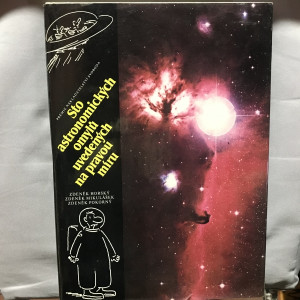 Sto
astronomických
omylů
uvedených
na pravou
míru
ZDENĚK HORSKÝ
ZDENĚK MIKULÁŠEK
ZDENĚK POKORNÝ